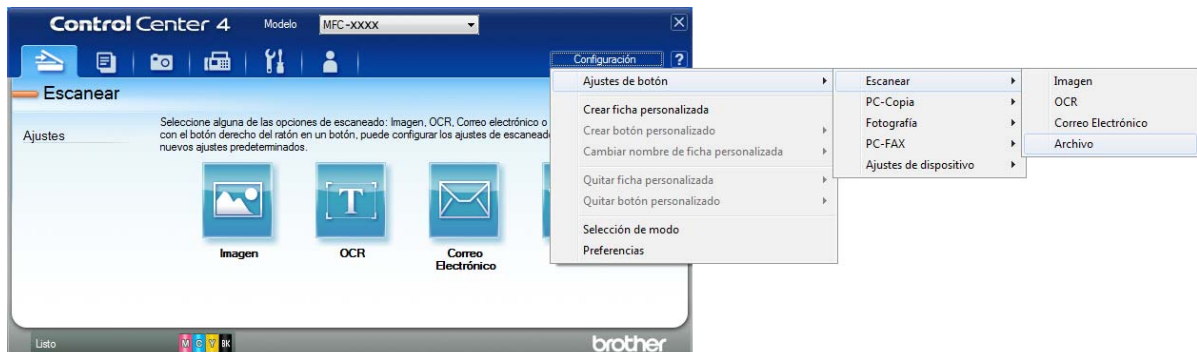 Control Center 4 Modelo MFC-XXXX
Configuración ?
Escanear
Ajustes
Seleccione alguna de las opciones de escaneado: Imagen, OCR, Correo electrónico o
con el botón derecho del ratón en un botón, puede configurar los ajustes de escaneado
nuevos ajustes predeterminados.
Imagen
OCR
Correo
Electrónico
Ajustes de botón
Crear ficha personalizada
Crear botón personalizado
Cambiar nombre de ficha personalizada
Quitar ficha personalizada
Quitar botón personalizado
Selección de modo
Preferencias
Escanear
PC-Copia
Fotografía
PC-FAX
Ajustes de dispositivo
Imagen
OCR
Correo Electrónico
Archivo
Listo M C Y BK brother